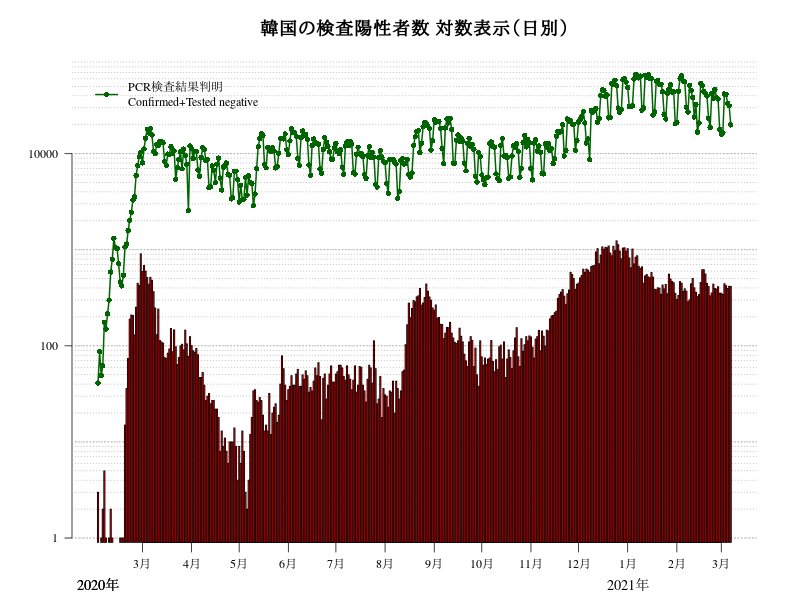 韓国の検査陽性者数 対数表示(日別)
PCR検査結果判明
Confirmed+Tested negative
10000
100
1
3月 4月 5月 6月 7月 8月 9月 10月 11月 12月 1月 2月 3月
2020年 2021年